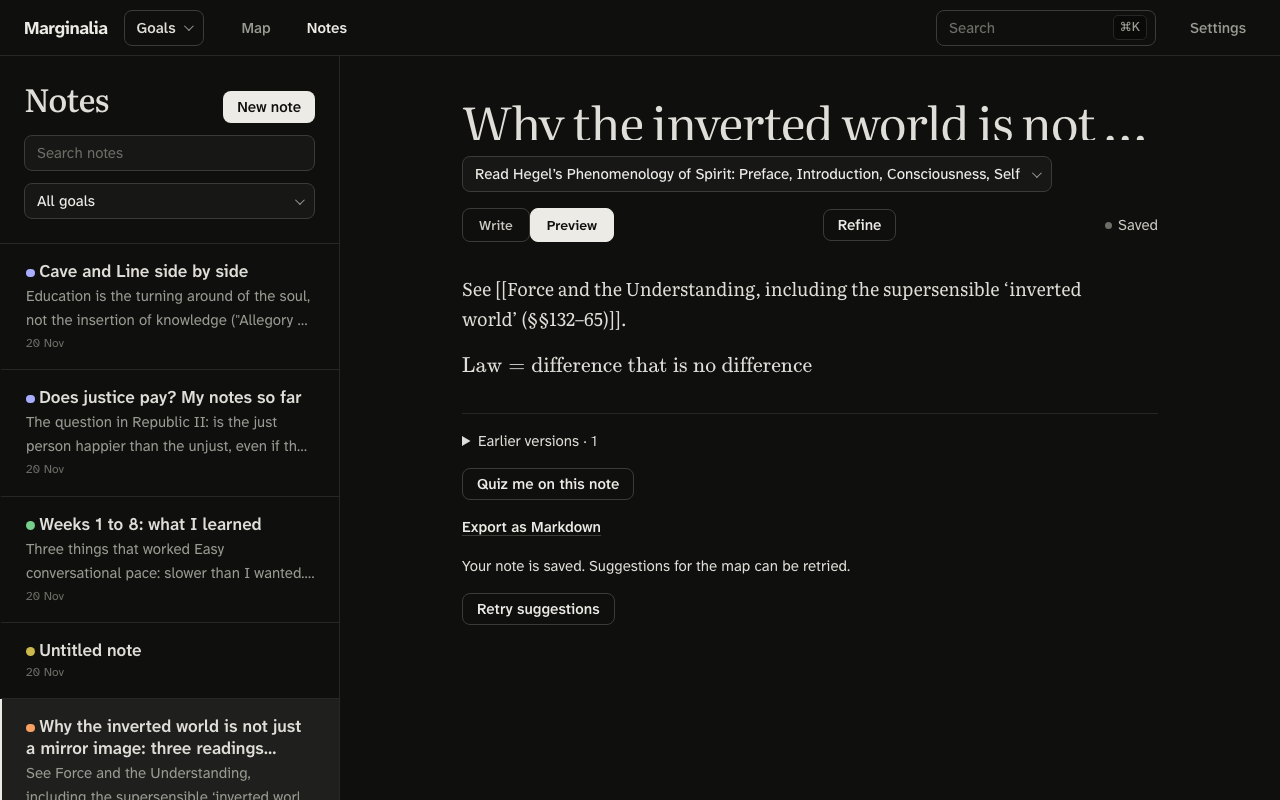 Marginalia
Goals
Map
Notes
Search
⌘K
Settings
Notes
New note
Search notes
All goals
Cave and Line side by side
Education is the turning around of the soul,
not the insertion of knowledge ("Allegory ...
20 Nov
Does justice pay? My notes so far
The question in Republic II: is the just
person happier than the unjust, even if th...
20 Nov
Weeks 1 to 8: what I learned
Three things that worked Easy
conversational pace: slower than I wanted....
20 Nov
Untitled note
20 Nov
Why the inverted world is not just
a mirror image: three readings...
See Force and the Understanding,
including the supersensible ‘inverted worl
Why the inverted world is not ...
Read Hegel’s Phenomenology of Spirit: Preface, Introduction, Consciousness, Self
Write
Preview
Refine
Saved
See [[Force and the Understanding, including the supersensible ‘inverted
world’ (§§132–65)]].
Law = difference that is no difference
Earlier versions · 1
Quiz me on this note
Export as Markdown
Your note is saved. Suggestions for the map can be retried.
Retry suggestions